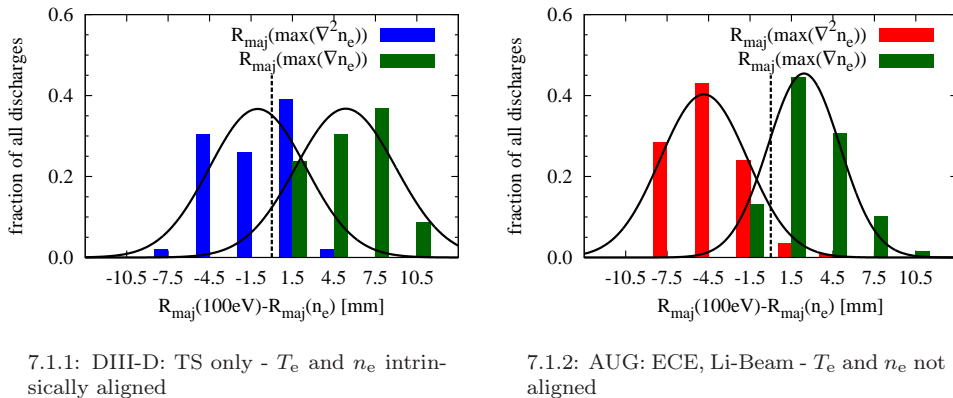 0.6
R_maj(max(∇²n_e)
R_maj(max(∇n_e)
0.4
0.2
0.0
fraction of all discharges
-10.5 -7.5 -4.5 -1.5 1.5 4.5 7.5 10.5
R_maj(100eV)-R_maj(n_e) [mm]
7.1.1: DIII-D: TS only - T_e and n_e intrin-
sically aligned
0.6
R_maj(max(∇²n_e)
R_maj(max(∇n_e)
0.4
0.2
0.0
fraction of all discharges
-10.5 -7.5 -4.5 -1.5 1.5 4.5 7.5 10.5
R_maj(100eV)-R_maj(n_e) [mm]
7.1.2: AUG: ECE, Li-Beam - T_e and n_e not
aligned